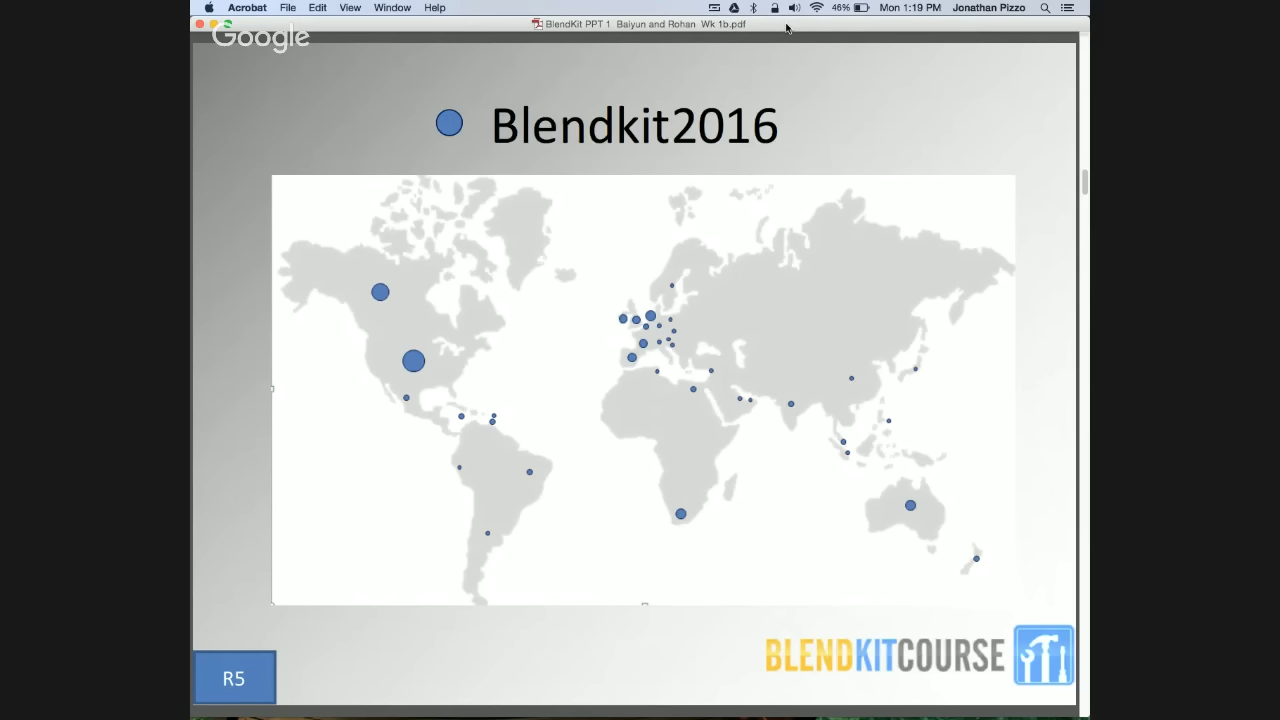 Acrobat File Edit View Window Help 46% Mon 1:19 PM Jonathan Pizzo
BlendKit PPT 1 Baiyun and Rohan Wk 1b.pdf
Google
Blendkit2016
BLENDKITCOURSE
R5